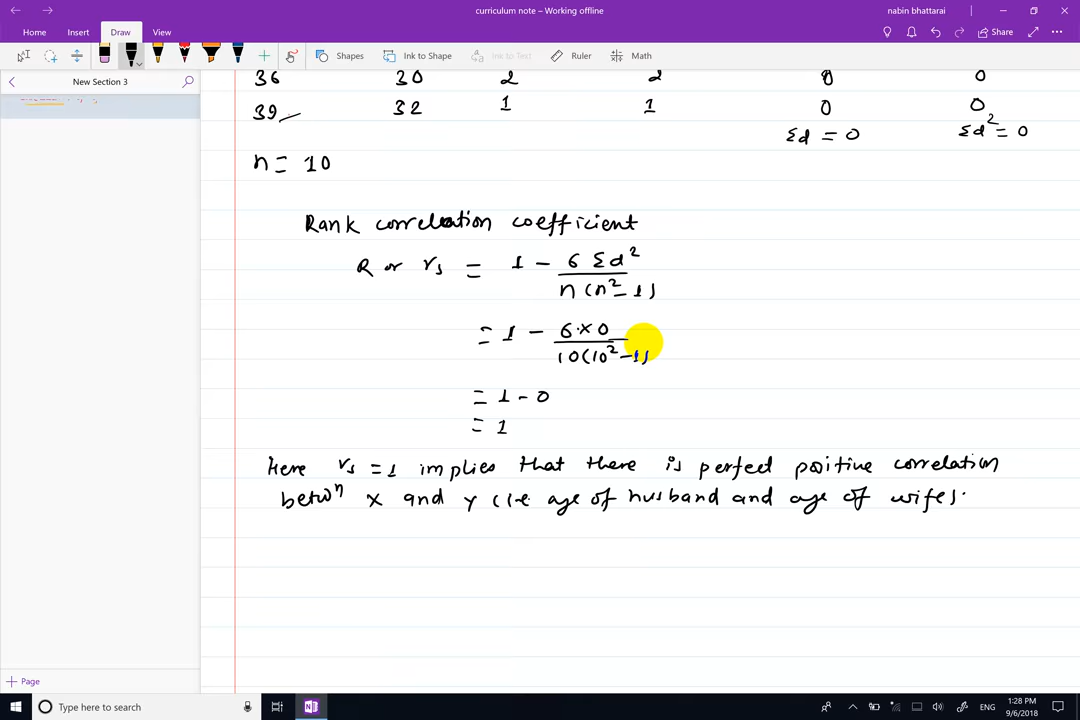 curriculum note – Working offline
nabin bhattarai
Home Insert Draw View
Share
Shapes Ink to Shape Ink to Text Ruler Math
New Section 3
36 30 2 2 0 0
39 32 1 1 0 0
Σd = 0 Σd² = 0
n = 10
Rank correlation coefficient
R or rs = 1 - 6 Σd² / n(n² - 1)
= 1 - 6×0 / 10(10² - 1)
= 1 - 0
= 1
Here rs = 1 implies that there is perfect positive correlation
betwⁿ x and y (i.e. age of husband and age of wife).
+ Page
Type here to search
ENG
1:28 PM
9/6/2018